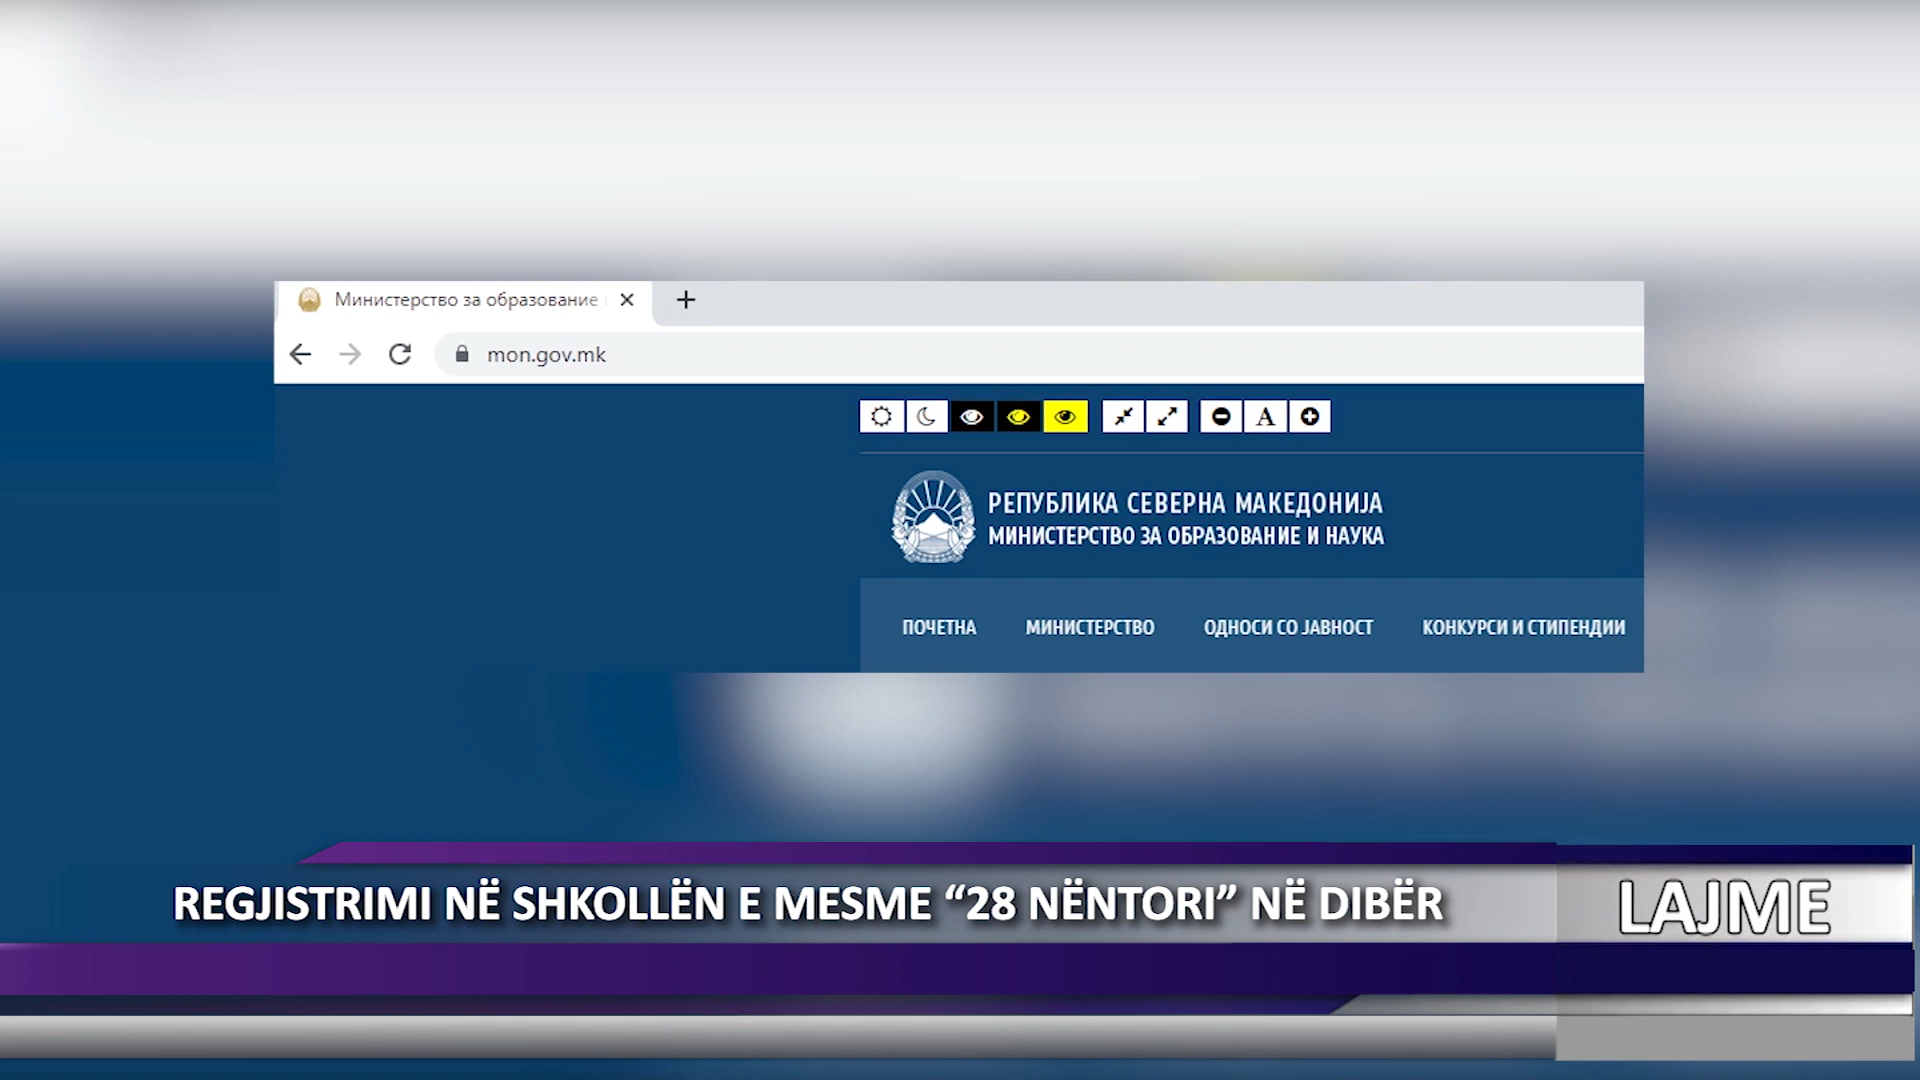 Министерство за образование
mon.gov.mk
A
РЕПУБЛИКА СЕВЕРНА МАКЕДОНИЈА
МИНИСТЕРСТВО ЗА ОБРАЗОВАНИЕ И НАУКА
ПОЧЕТНА МИНИСТЕРСТВО ОДНОСИ СО ЈАВНОСТ КОНКУРСИ И СТИПЕНДИИ
REGJISTRIMI NË SHKOLLËN E MESME “28 NËNTORI” NË DIBËR
LAJME